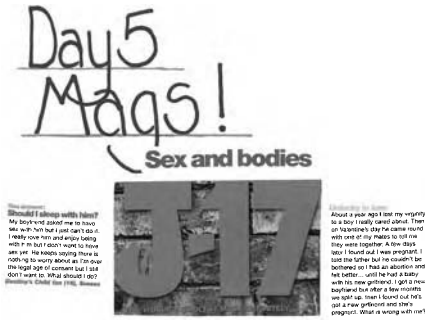 Day 5
Mags!
Sex and bodies
J-17
Should I sleep with him?
My boyfriend asked me to have
sex with him but I just can't do it.
I really love him and enjoy being
with him but I don't want to have
sex yet. He keeps saying there is
nothing to worry about as I'm over
the legal age of consent but I still
don't want to. What should I do?
Destiny's Child fan (16), Sussex
About a year ago I lost my virginity
to a boy I really cared about. Then
on Valentine's day he came round
with one of my mates to tell me
they were together. A few days
later I found out I was pregnant. I
told the father but he couldn't be
bothered so I had an abortion and
felt better... until he had a baby
with his new girlfriend. I got a new
boyfriend but after a few months
we split up. Then I found out he's
got a new girlfriend and she's
pregnant. What is wrong with me?